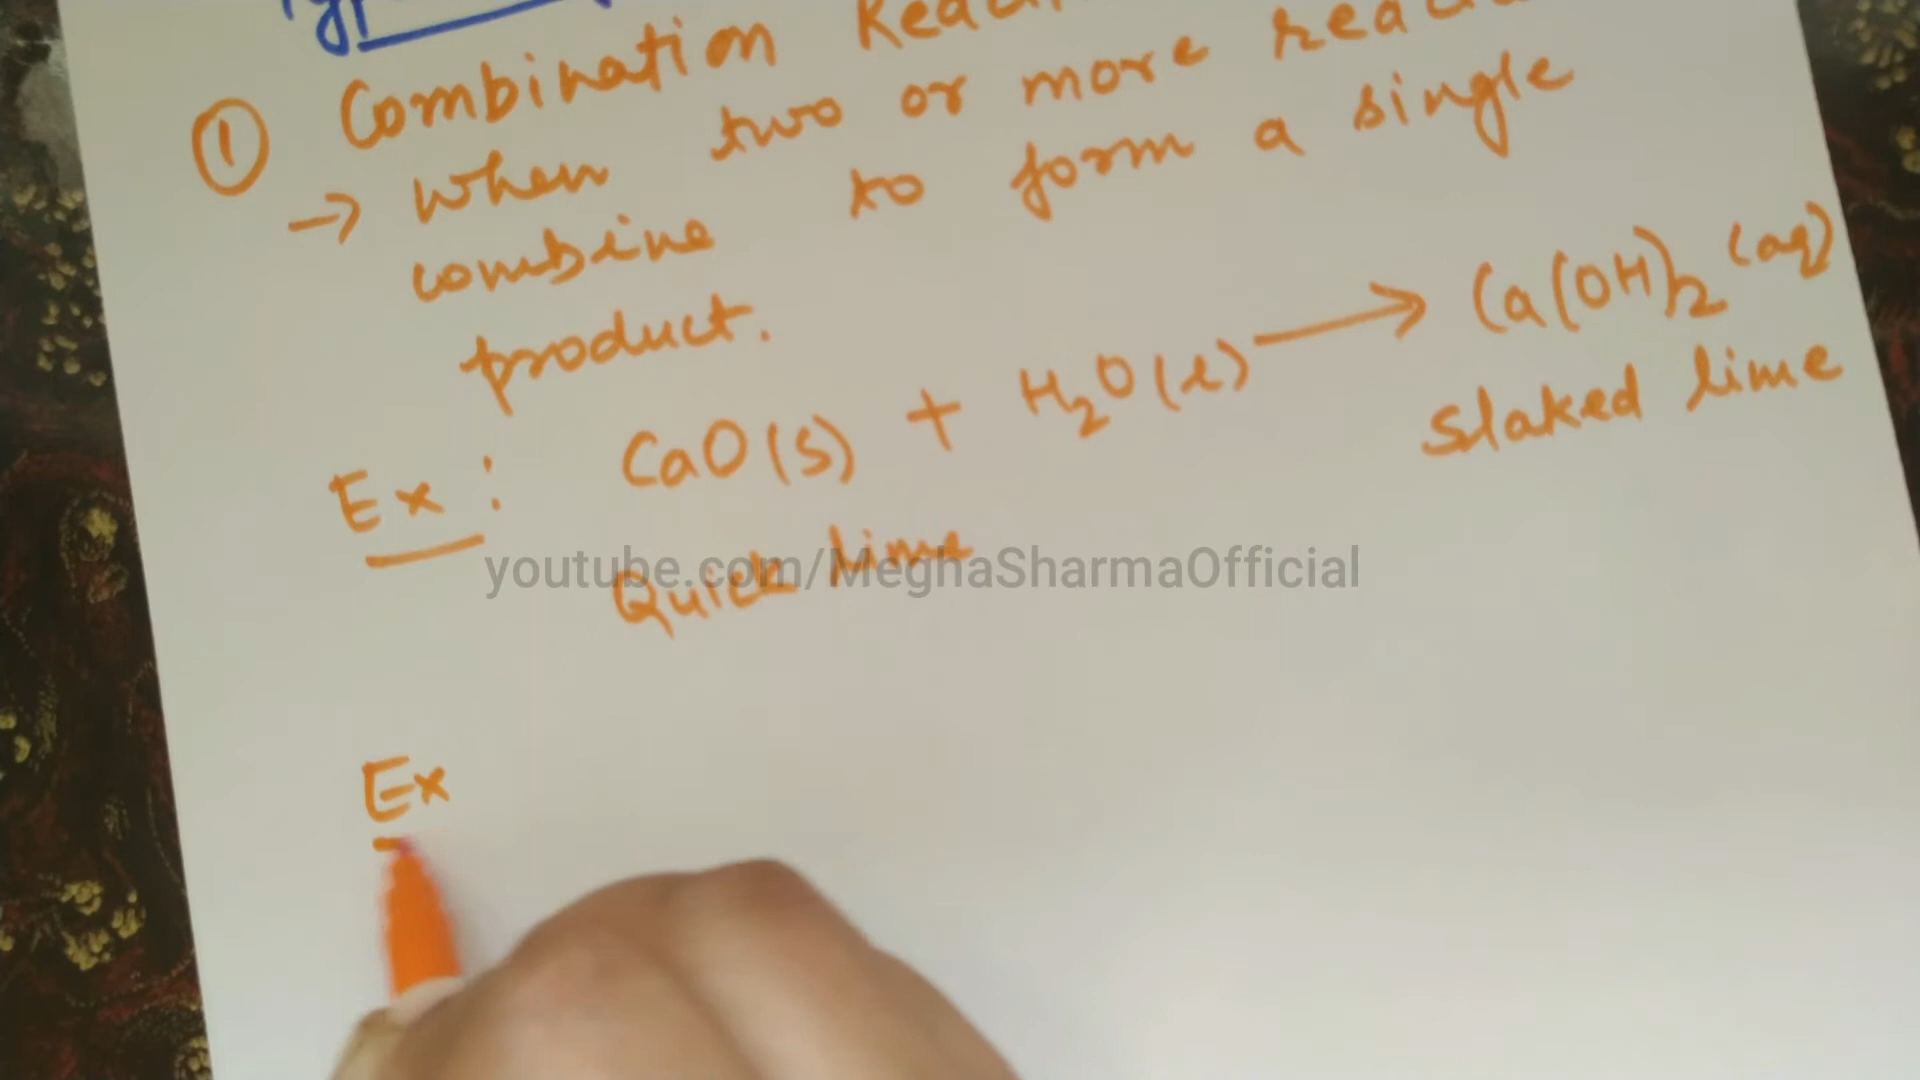 ① Combination
→ when two or more
combine to form a single
product.
Ex: CaO(s) + H₂O(l) → Ca(OH)₂ (aq)
Quick lime slaked lime
youtube.com/MeghaSharmaOfficial
Ex